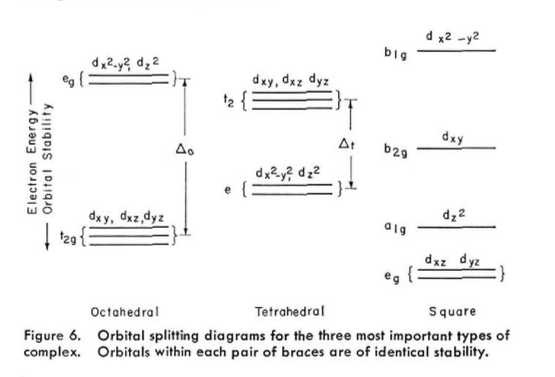 d x2 -y2
b1g
dx2-y2, dz2
eg { }
dxy, dxz dyz
t2 { }
Electron Energy
Orbital Stability
Δo
Δt
dxy
b2g
dx2-y2, dz2
e { }
dxy, dxz,dyz
t2g { }
dz2
a1g
dxz dyz
eg { }
Octahedral Tetrahedral Square
Figure 6. Orbital splitting diagrams for the three most important types of
complex. Orbitals within each pair of braces are of identical stability.